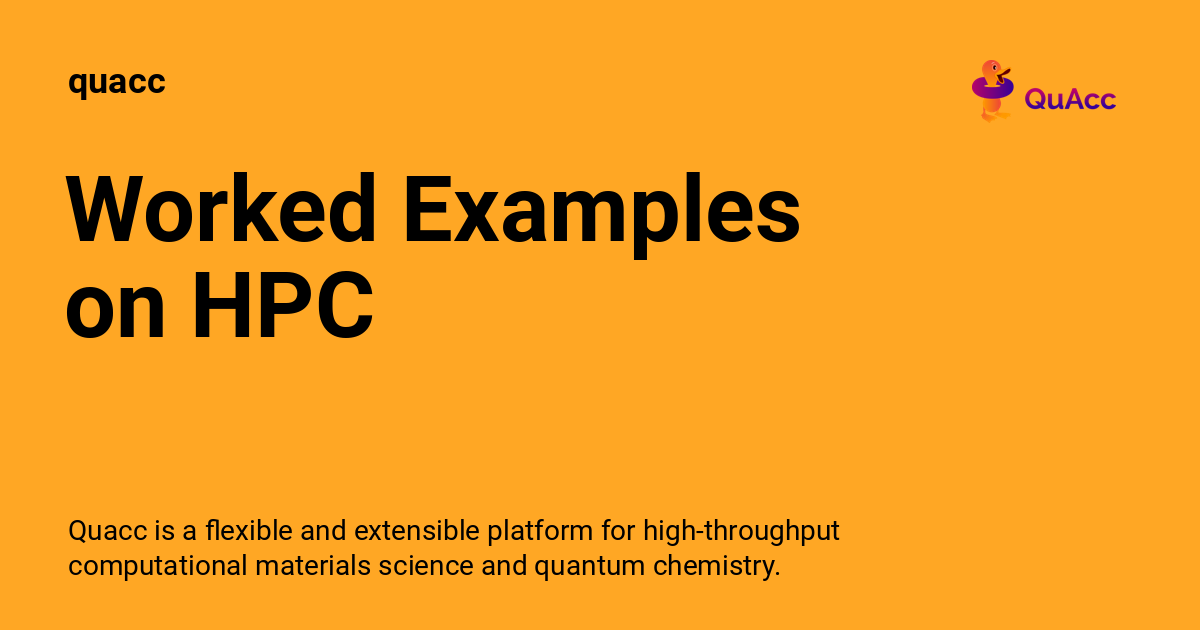 quacc
QuAcc
Worked Examples
on HPC
Quacc is a flexible and extensible platform for high-throughput
computational materials science and quantum chemistry.